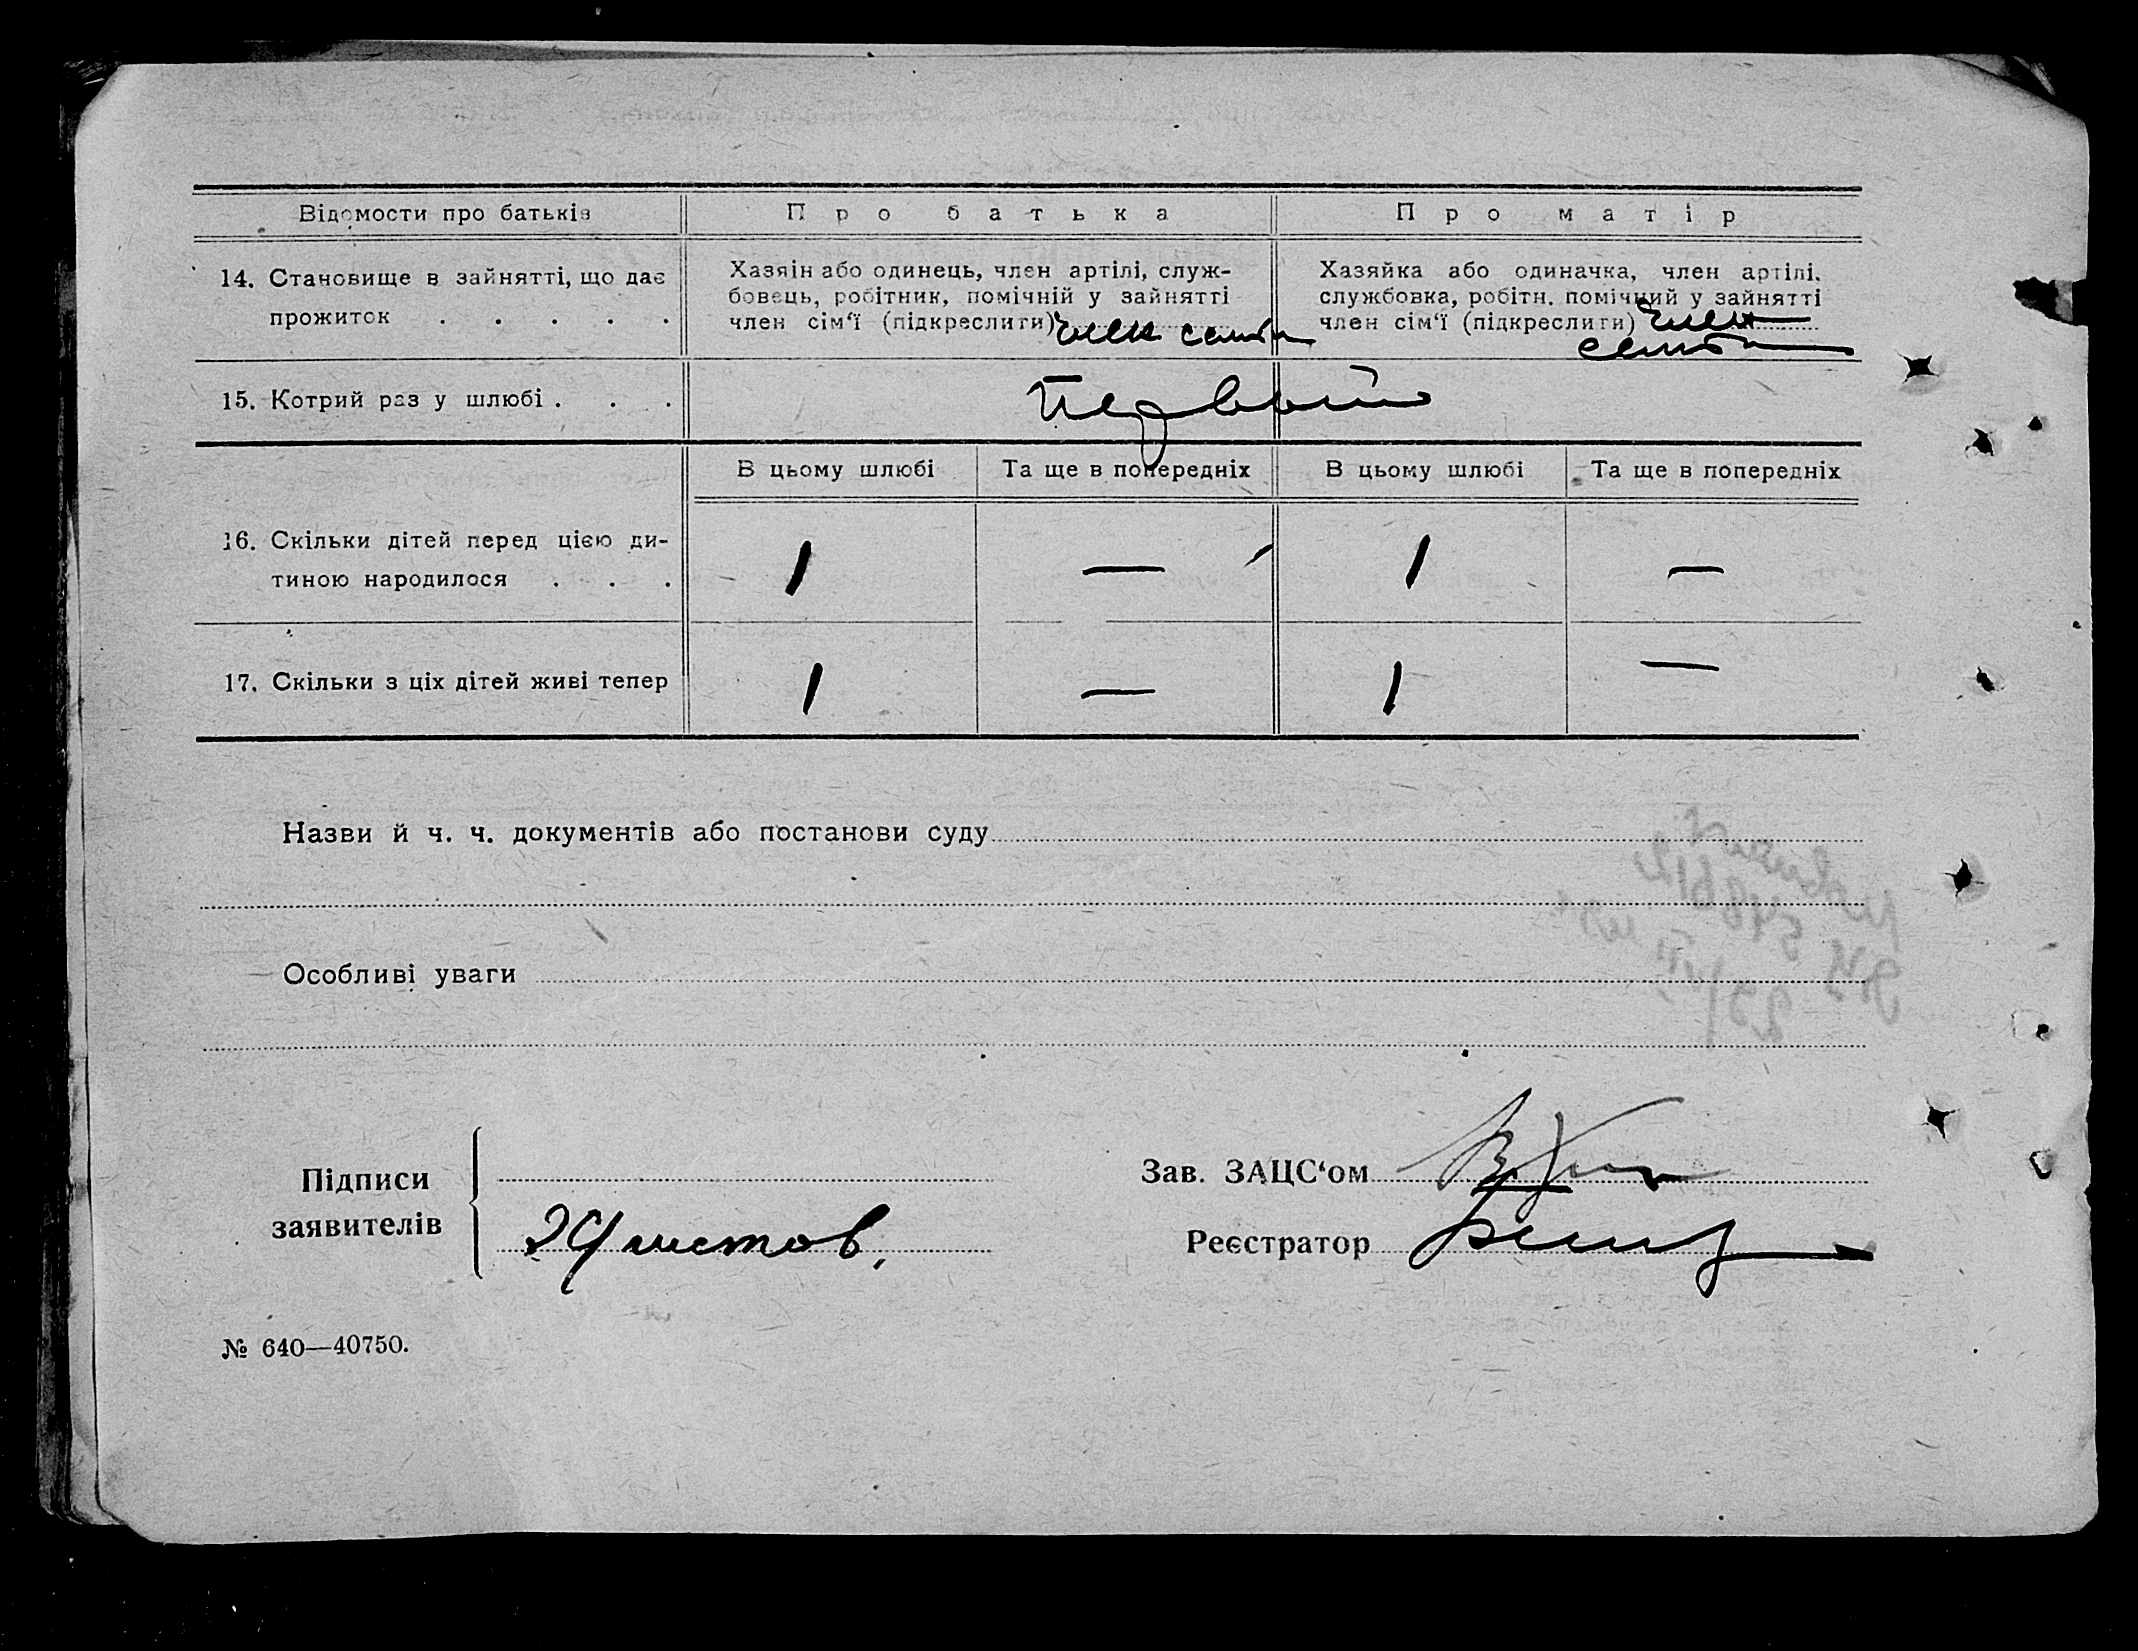 Відомости про батьків Про батька Про матір
14. Становище в зайнятті, що дає
прожиток . . . . .
Хазяїн або одинець, член артілі, служ-
бовець, робітник, помічній у зайнятті
член сім‘ї (підкреслити) член семьи
Хазяйка або одиначка, член артілі,
службовка, робітн. помічний у зайнятті
член сім‘ї (підкреслити) член
семьи
15. Котрий раз у шлюбі . . . Первый
В цьому шлюбі Та ще в попередніх В цьому шлюбі Та ще в попередніх
16. Скільки дітей перед цією ди-
тиною народилося . . . 1 — 1 —
17. Скільки з ціх дітей живі тепер 1 — 1 —
Назви й ч. ч. документів або постанови суду
Особливі уваги
Підписи
заявителів
Зав. ЗАЦС‘ом
Реєстратор
№ 640—40750.